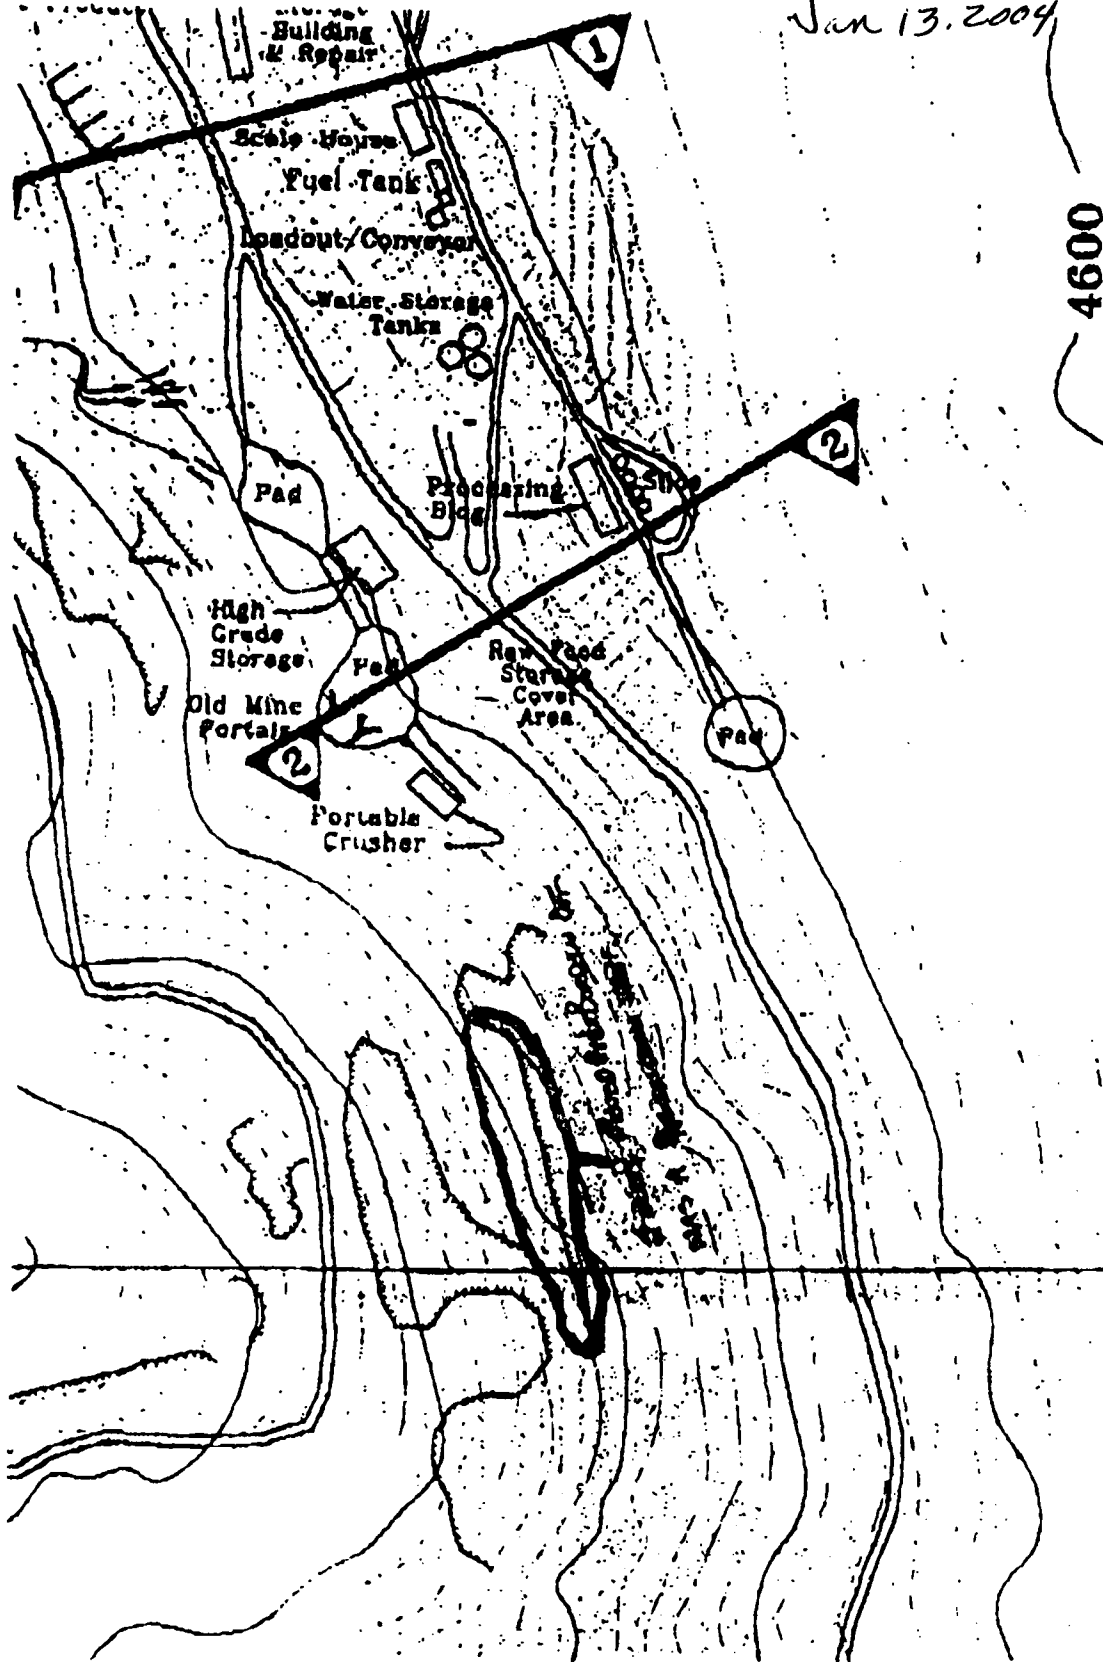 Jan 13. 2004
Building
& Repair
1
Scale House
Fuel Tank
4600
Loadout/Conveyor
Water Storage
Tanks
2
Pad
Silos
Processing
Bldg
High
Grade
Storage
Pad
Raw Feed
Storage
Cover
Area
Old Mine
Portals
Pad
2
Portable
Crusher